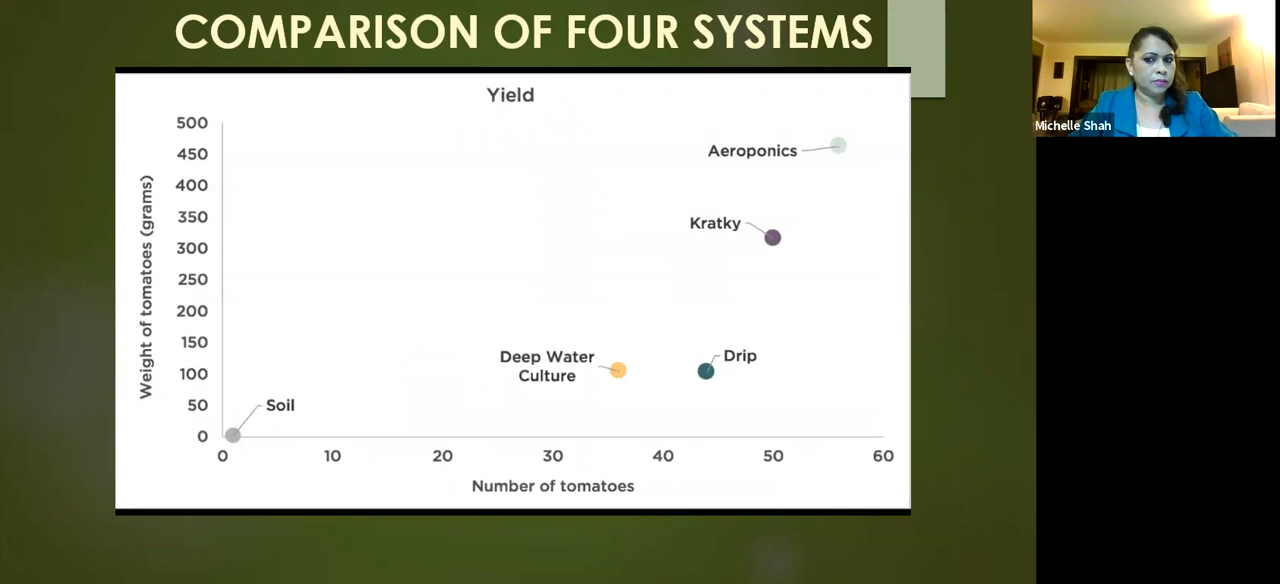 COMPARISON OF FOUR SYSTEMS
Yield
500
450
400
350
300
250
200
150
100
50
0
Weight of tomatoes (grams)
Aeroponics
Kratky
Deep Water
Culture
Drip
Soil
0 10 20 30 40 50 60
Number of tomatoes
Michelle Shah